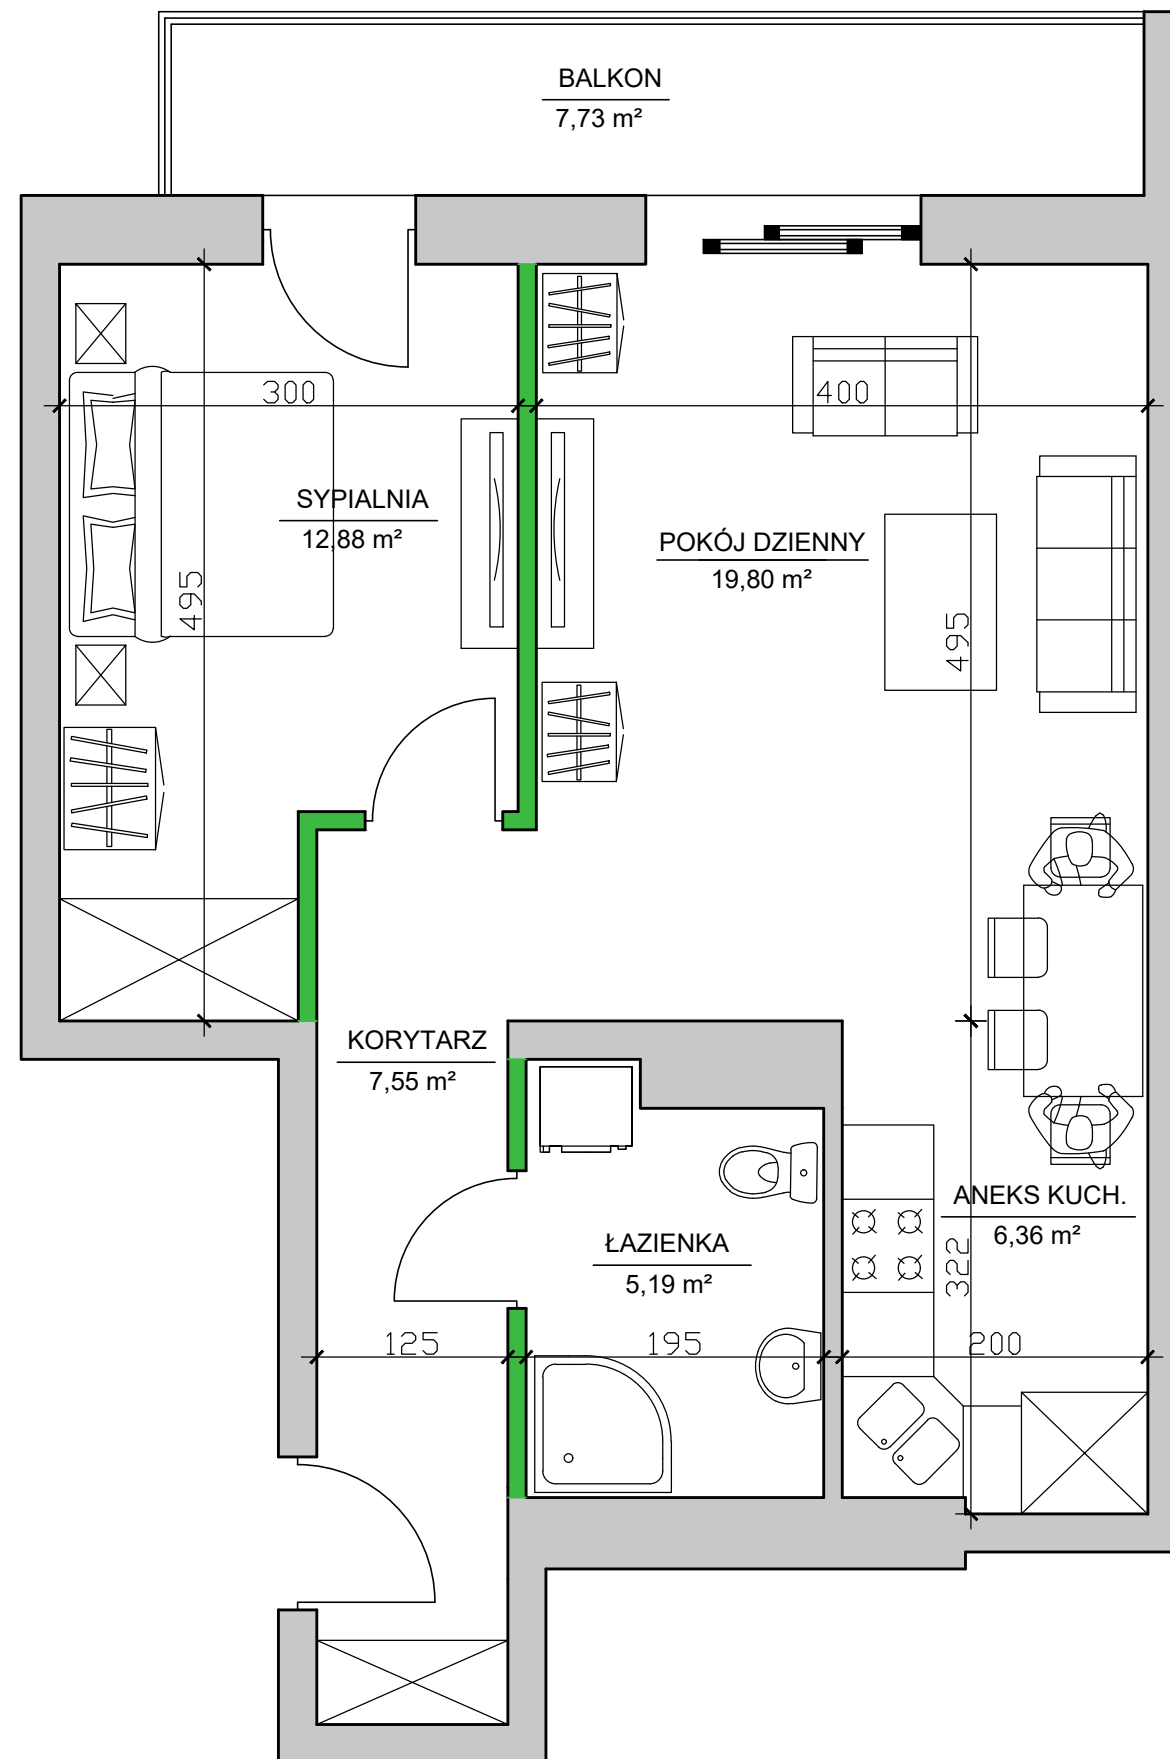 BALKON
7,73 m²
300
400
SYPIALNIA
12,88 m²
POKÓJ DZIENNY
19,80 m²
495
495
KORYTARZ
7,55 m²
ANEKS KUCH.
6,36 m²
ŁAZIENKA
5,19 m²
322
125
195
200